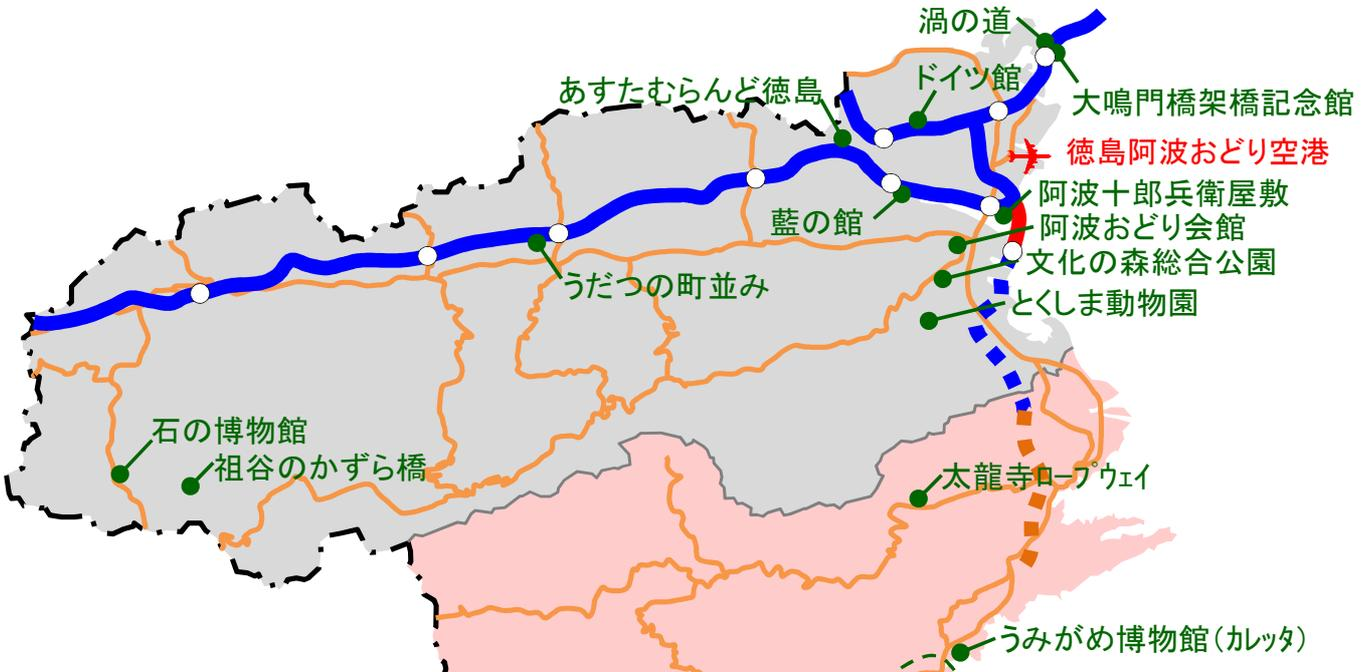 渦の道
ドイツ館
あすたむらんど徳島
大鳴門橋架橋記念館
徳島阿波おどり空港
阿波十郎兵衛屋敷
藍の館
阿波おどり会館
文化の森総合公園
うだつの町並み
とくしま動物園
石の博物館
祖谷のかずら橋
太龍寺ﾛｰﾌﾟｳｪｲ
うみがめ博物館（ｶﾚｯﾀ）